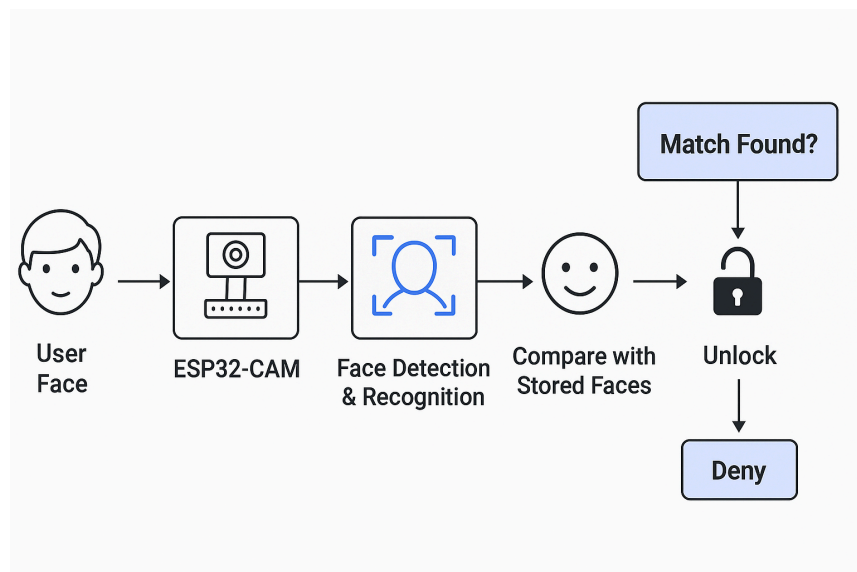 Match Found?
User
Face
ESP32-CAM
Face Detection
& Recognition
Compare with
Stored Faces
Unlock
Deny